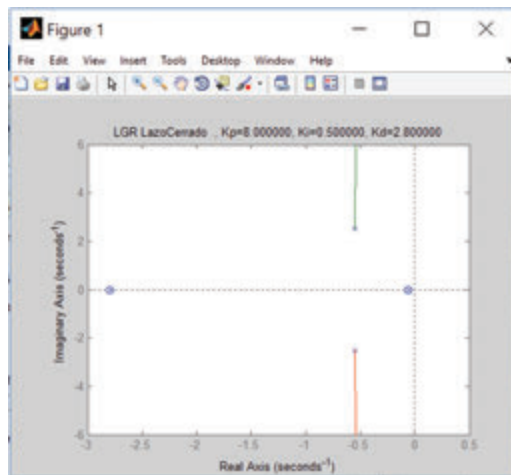 Figure 1
File Edit View Insert Tools Desktop Window Help
LGR LazoCerrado , Kp=8.000000, Ki=0.500000, Kd=2.800000
Imaginary Axis (seconds⁻¹)
6
4
2
0
-2
-4
-6
-3 -2.5 -2 -1.5 -1 -0.5 0 0.5
Real Axis (seconds⁻¹)